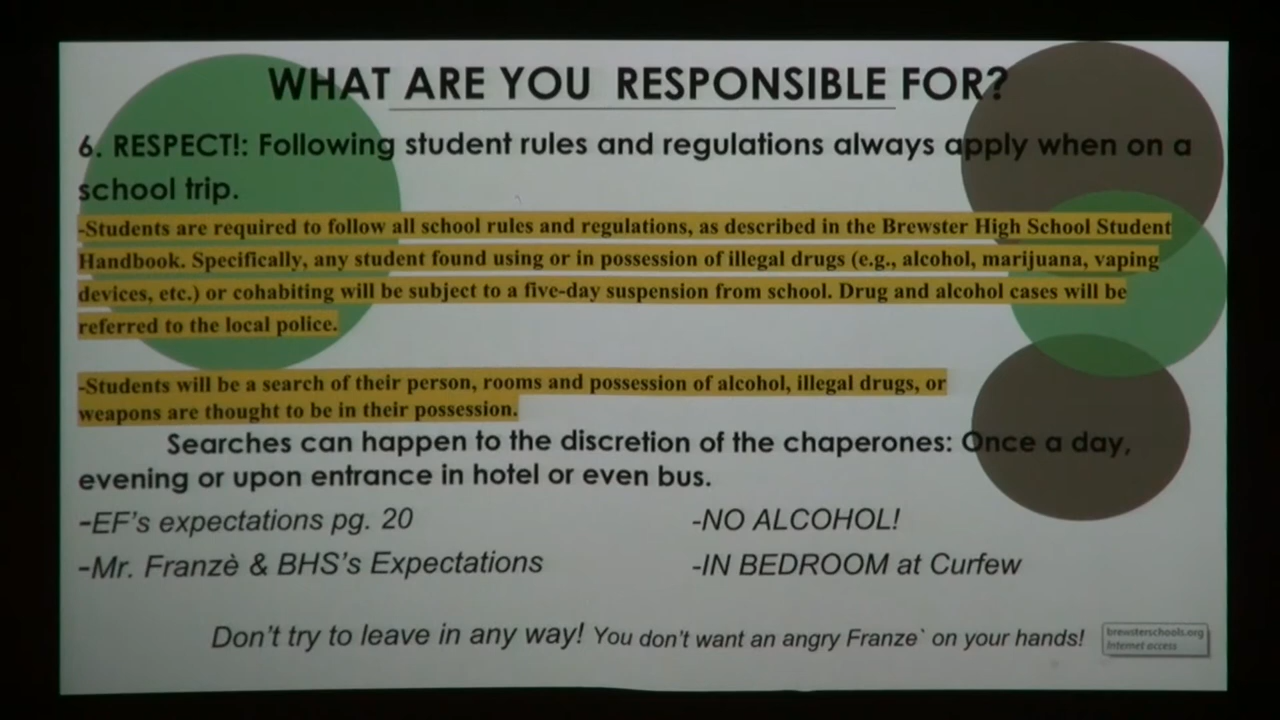 WHAT ARE YOU RESPONSIBLE FOR?
6. RESPECT!: Following student rules and regulations always apply when on a
school trip.
-Students are required to follow all school rules and regulations, as described in the Brewster High School Student
Handbook. Specifically, any student found using or in possession of illegal drugs (e.g., alcohol, marijuana, vaping
devices, etc.) or cohabiting will be subject to a five-day suspension from school. Drug and alcohol cases will be
referred to the local police.
-Students will be a search of their person, rooms and possession of alcohol, illegal drugs, or
weapons are thought to be in their possession.
Searches can happen to the discretion of the chaperones: Once a day,
evening or upon entrance in hotel or even bus.
-EF's expectations pg. 20
-Mr. Franzè & BHS's Expectations
-NO ALCOHOL!
-IN BEDROOM at Curfew
Don't try to leave in any way! You don't want an angry Franze` on your hands!
brewsterschools.org
Internet access